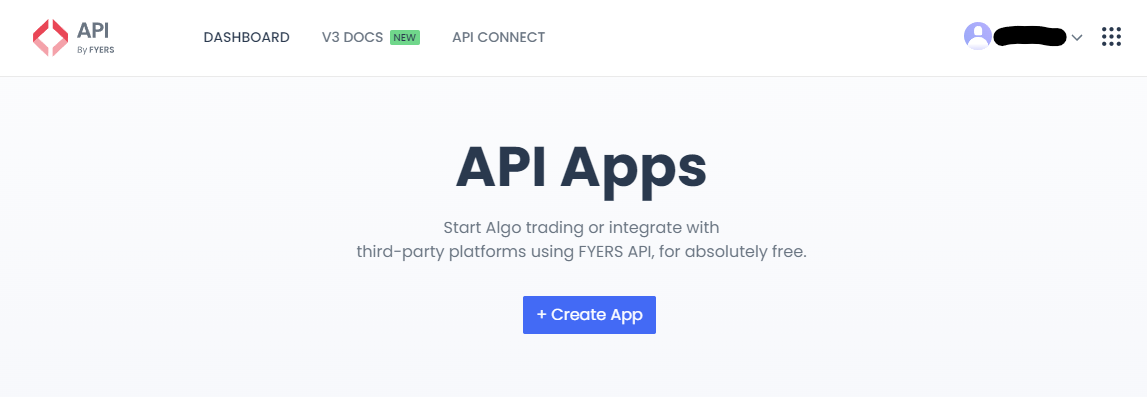 API
By FYERS
DASHBOARD
V3 DOCS NEW
API CONNECT
API Apps
Start Algo trading or integrate with
third-party platforms using FYERS API, for absolutely free.
+ Create App